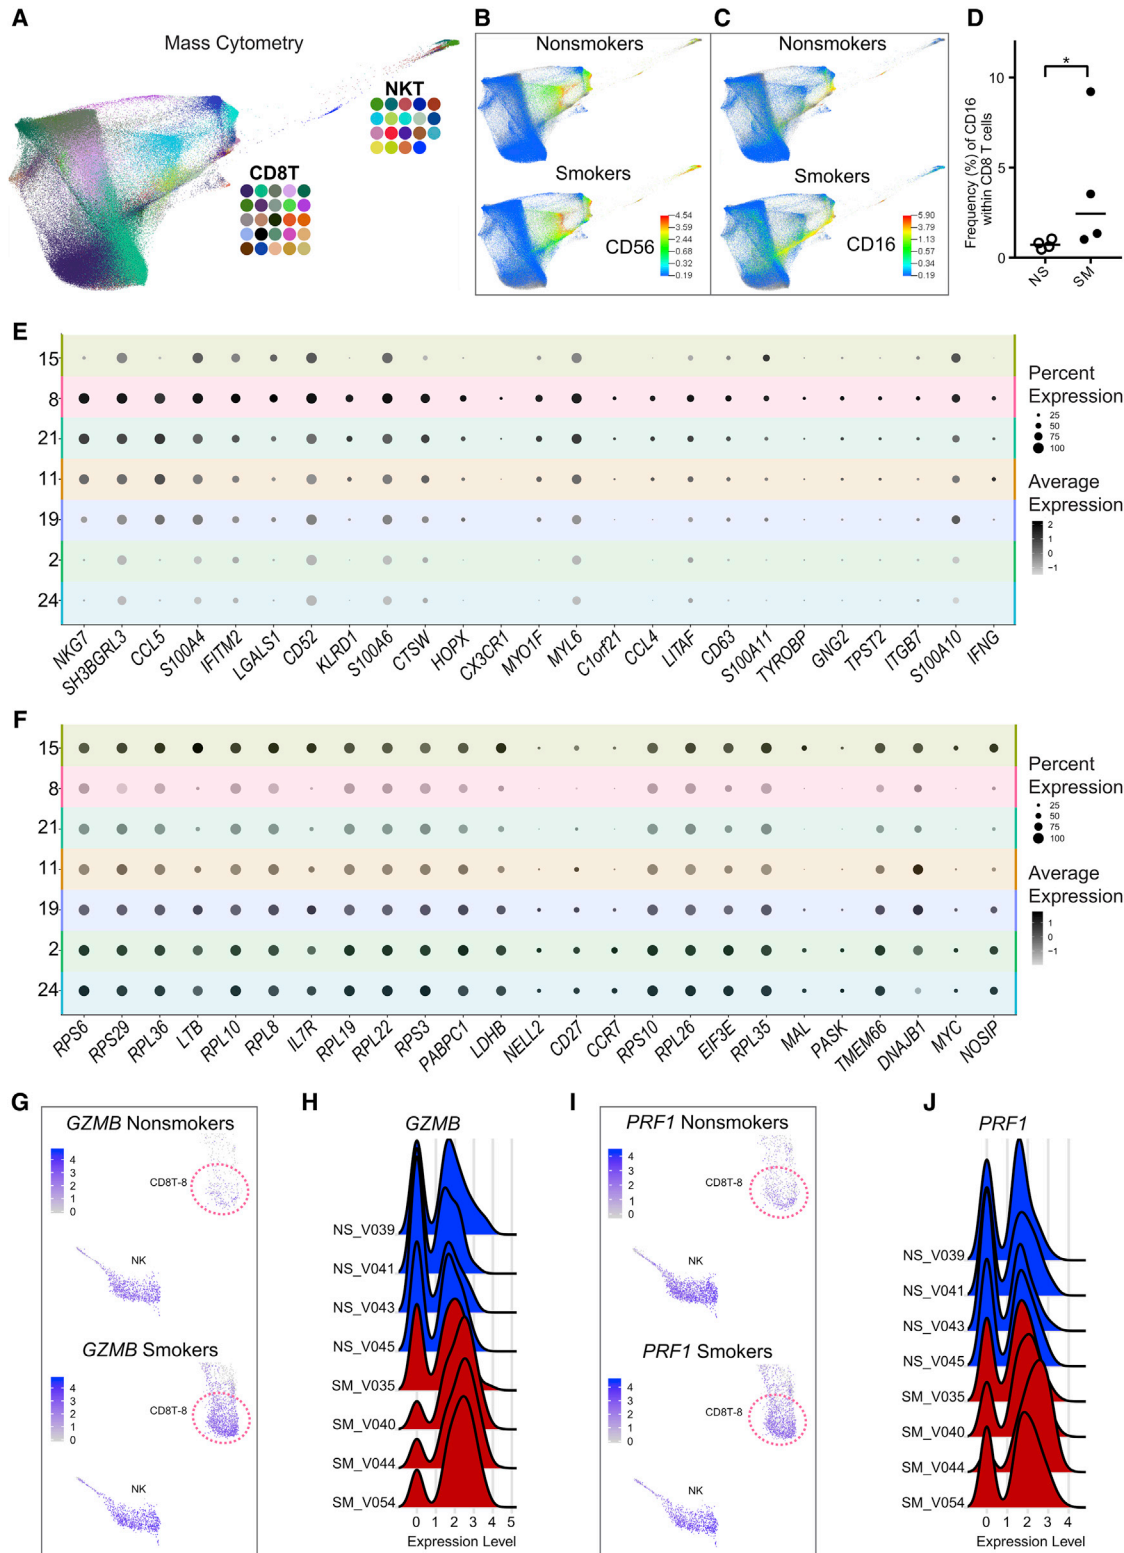 A
Mass Cytometry
NKT
CD8T
B
Nonsmokers
Smokers
CD56
4.54
3.59
2.44
0.68
0.32
0.19
C
Nonsmokers
Smokers
CD16
5.90
3.79
1.13
0.57
0.31
0.19
D
Frequency (%) of CD16
within CD8 T cells
10
5
0
*
NS
SM
E
15
8
21
11
19
2
24
NKG7
SH3BGRL3
CCL5
S100A4
IFITM2
LGALS1
CD52
KLRD1
S100A6
CTSW
HOPX
CX3CR1
MYO1F
MYL6
C1orf21
CCL4
LITAF
CD63
S100A11
TYROBP
GNG2
TPST2
ITGB7
S100A10
IFNG
Percent
Expression
25
50
75
100
Average
Expression
2
1
0
−1
F
15
8
21
11
19
2
24
RPS6
RPS29
RPL36
LTB
RPL10
RPL8
IL7R
RPL19
RPL22
RPS3
PABPC1
LDHB
NELL2
CD27
CCR7
RPS10
RPL26
EIF3E
RPL35
MAL
PASK
TMEM66
DNAJB1
MYC
NOSIP
Percent
Expression
25
50
75
100
Average
Expression
1
0
−1
G
GZMB Nonsmokers
4
3
2
1
0
CD8T-8
NK
GZMB Smokers
4
3
2
1
0
CD8T-8
NK
H
GZMB
NS_V039
NS_V041
NS_V043
NS_V045
SM_V035
SM_V040
SM_V044
SM_V054
0 1 2 3 4 5
Expression Level
I
PRF1 Nonsmokers
4
3
2
1
0
CD8T-8
NK
PRF1 Smokers
4
3
2
1
0
CD8T-8
NK
J
PRF1
NS_V039
NS_V041
NS_V043
NS_V045
SM_V035
SM_V040
SM_V044
SM_V054
0 1 2 3 4
Expression Level